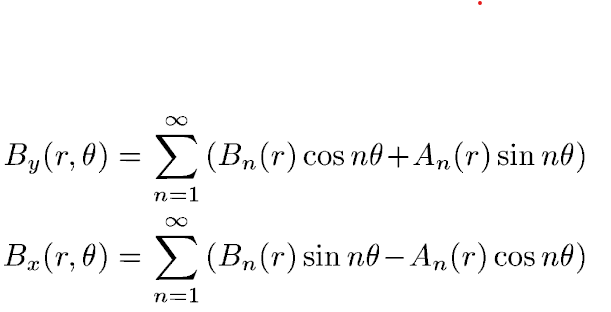 B_y(r, θ) = ∑_{n=1}^{∞} (B_n(r) cos nθ + A_n(r) sin nθ)
B_x(r, θ) = ∑_{n=1}^{∞} (B_n(r) sin nθ − A_n(r) cos nθ)